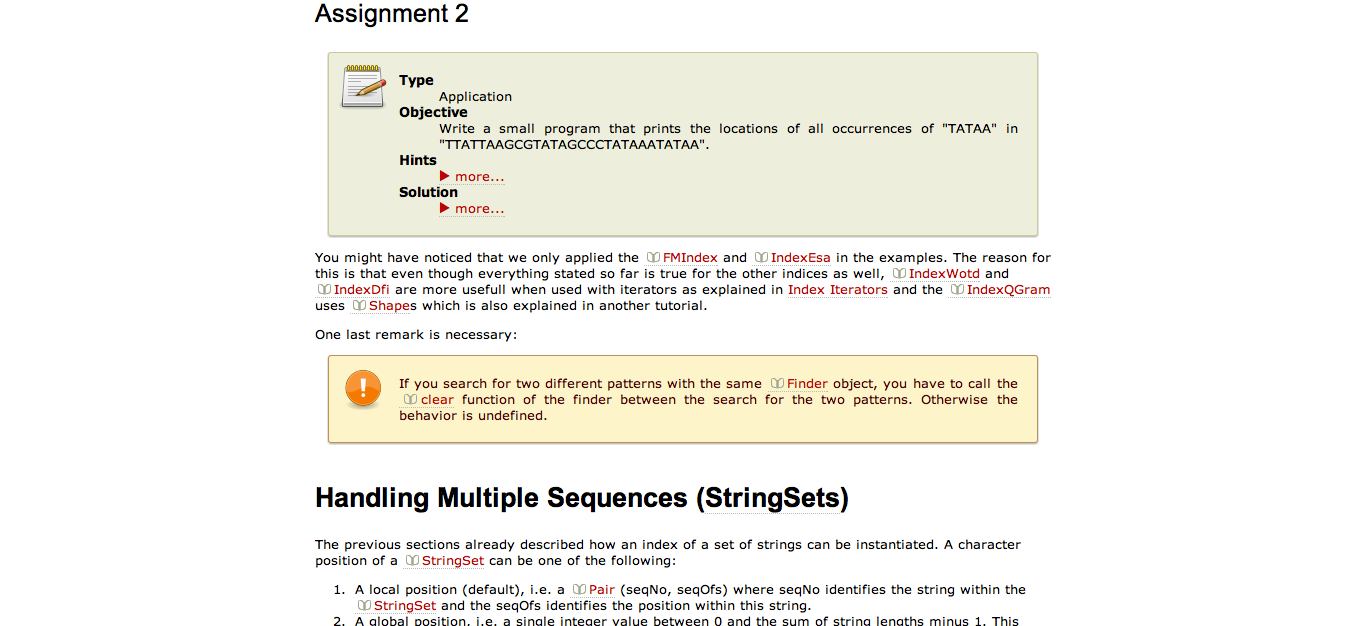 Assignment 2
Type
Application
Objective
Write a small program that prints the locations of all occurrences of "TATAA" in
"TTATTAAGCGTATAGCCCTATAAATATAA".
Hints
more...
Solution
more...
You might have noticed that we only applied the FMIndex and IndexEsa in the examples. The reason for
this is that even though everything stated so far is true for the other indices as well, IndexWotd and
IndexDfi are more usefull when used with iterators as explained in Index Iterators and the IndexQGram
uses Shapes which is also explained in another tutorial.
One last remark is necessary:
If you search for two different patterns with the same Finder object, you have to call the
clear function of the finder between the search for the two patterns. Otherwise the
behavior is undefined.
Handling Multiple Sequences (StringSets)
The previous sections already described how an index of a set of strings can be instantiated. A character
position of a StringSet can be one of the following:
1. A local position (default), i.e. a Pair (seqNo, seqOfs) where seqNo identifies the string within the
StringSet and the seqOfs identifies the position within this string.
2. A global position, i.e. a single integer value between 0 and the sum of string lengths minus 1. This